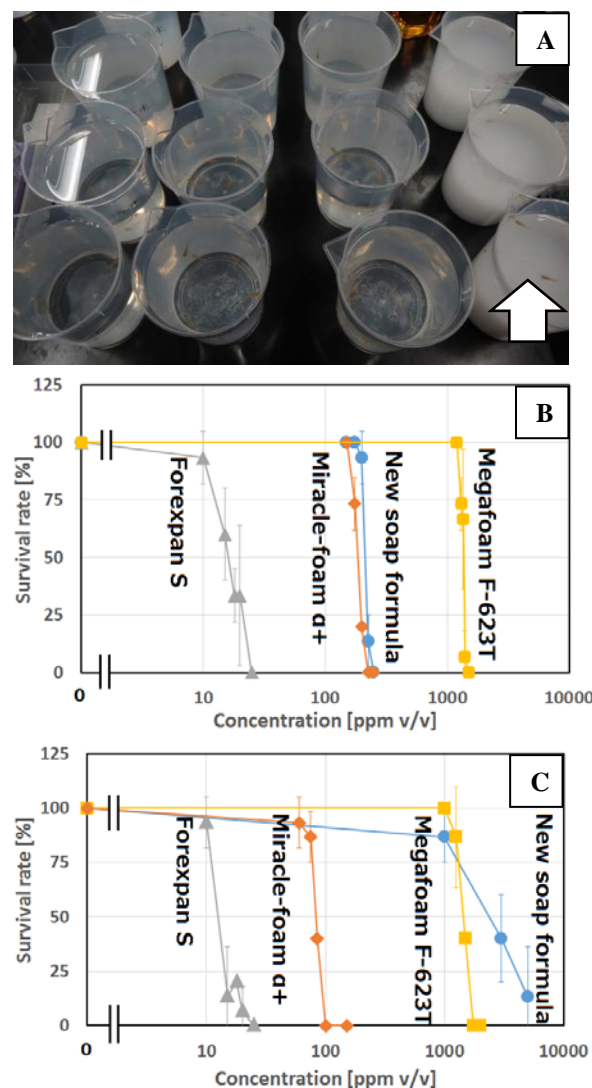 A
B
125
100
75
50
25
0
Survival rate [%]
Forexpan S
Miracle-foam α+
New soap formula
Megafoam F-623T
0 10 100 1000 10000
Concentration [ppm v/v]
C
125
100
75
50
25
0
Survival rate [%]
Forexpan S
Miracle-foam α+
Megafoam F-623T
New soap formula
0 10 100 1000 10000
Concentration [ppm v/v]